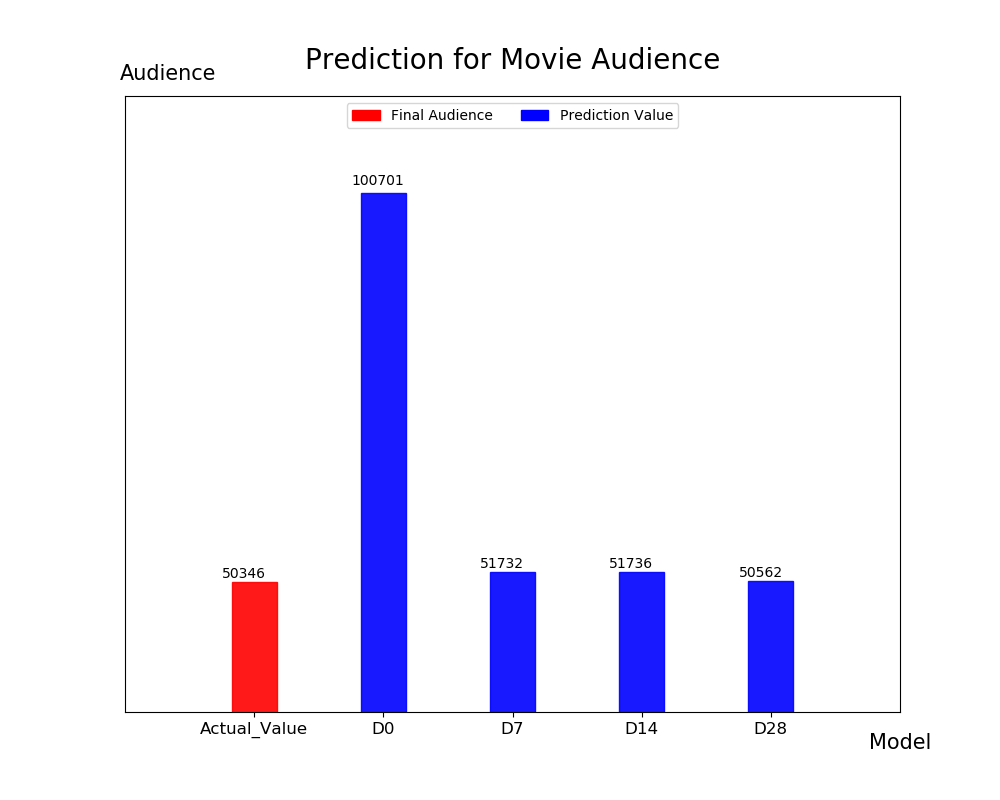 Prediction for Movie Audience
Audience
Final Audience Prediction Value
100701
51732 51736
50346 50562
Actual_Value D0 D7 D14 D28
Model